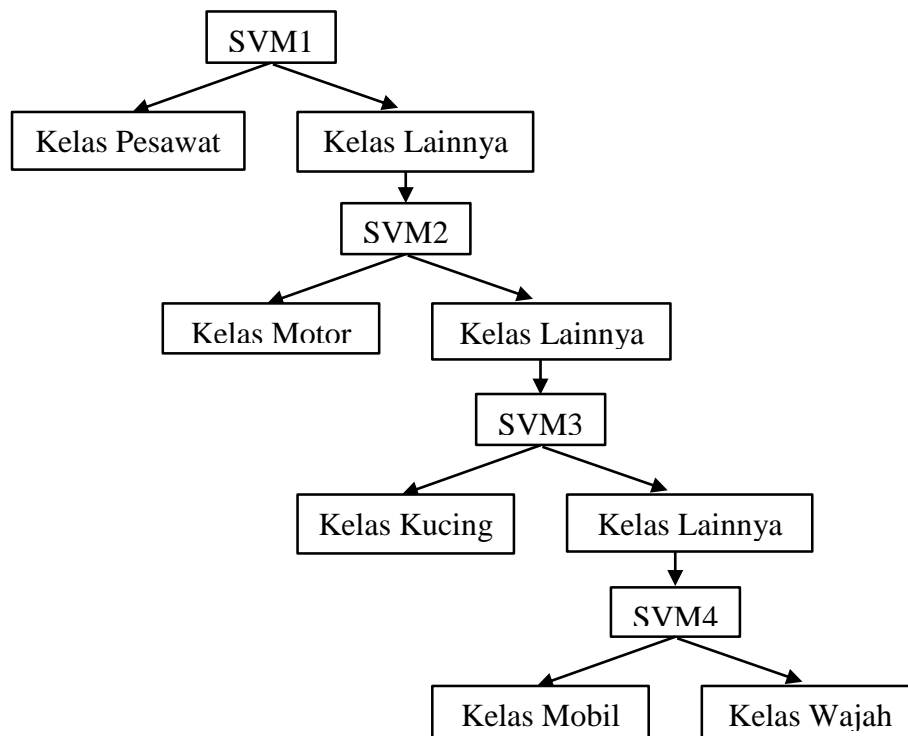 SVM1
Kelas Pesawat
Kelas Lainnya
SVM2
Kelas Motor
Kelas Lainnya
SVM3
Kelas Kucing
Kelas Lainnya
SVM4
Kelas Mobil
Kelas Wajah